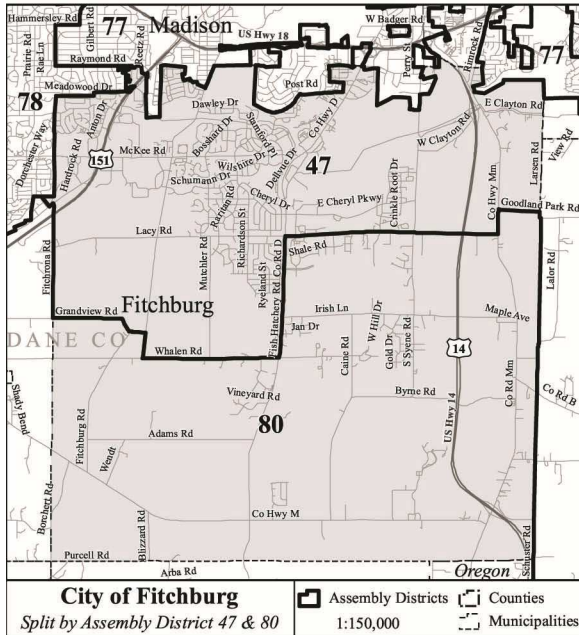 77
Madison
Hammersley Rd
Gilbert Rd
Reetz Rd
US Hwy 18
W Badger Rd
Perry St
Rimrock Rd
77
Prairie Rd
Rae Ln
Raymond Rd
Meadowood Dr
Post Rd
78
Dawley Dr
Co Hwy D
E Clayton Rd
Dorchester Way
Anton Dr
Stamford Pl
Bosshard Dr
W Clayton Rd
View Rd
Larsen Rd
Hardrock Rd
151
McKee Rd
Wilshire Dr
Dellvue Dr
47
Schumann Dr
Raritan Rd
Cheryl Dr
E Cheryl Pkwy
Crinkle Root Dr
Co Hwy Mm
Goodland Park Rd
Fitchrona Rd
Lacy Rd
Mutchler Rd
Richardson St
Ryeland St
Fish Hatchery Rd
Co Rd D
Shale Rd
Lalor Rd
Fitchburg
Grandview Rd
Irish Ln
Maple Ave
DANE CO
Jan Dr
W Hill Dr
Gold Dr
S Syene Rd
Caine Rd
14
Whalen Rd
Shady Bend
Vineyard Rd
Byrne Rd
Co Rd Mm
Co Rd B
80
US Hwy 14
Fitchburg Rd
Adams Rd
Wendt
Borchert Rd
Blizzard Rd
Co Hwy M
Schuster Rd
Purcell Rd
Arba Rd
Oregon
City of Fitchburg
Split by Assembly District 47 & 80
Assembly Districts
Counties
1:150,000
Municipalities